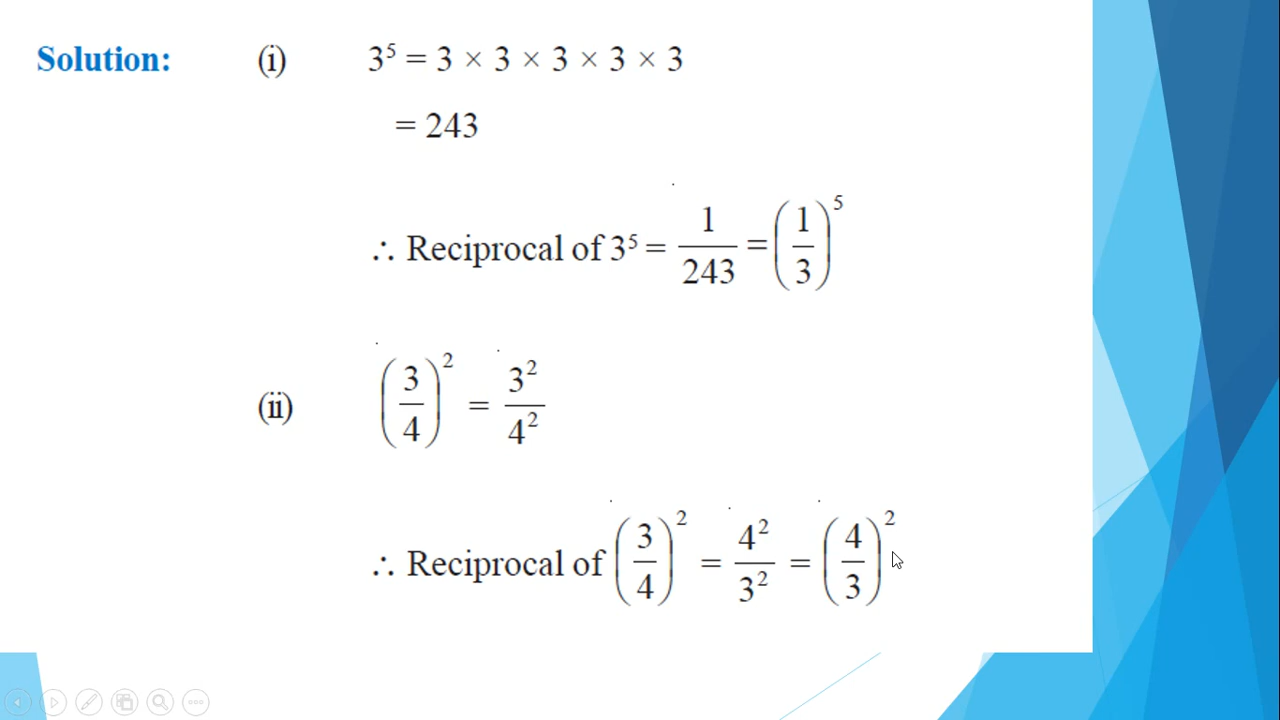 Solution: (i) 3⁵ = 3 × 3 × 3 × 3 × 3
= 243
∴ Reciprocal of 3⁵ = 1/243 = (1/3)⁵
(ii) (3/4)² = 3²/4²
∴ Reciprocal of (3/4)² = 4²/3² = (4/3)²